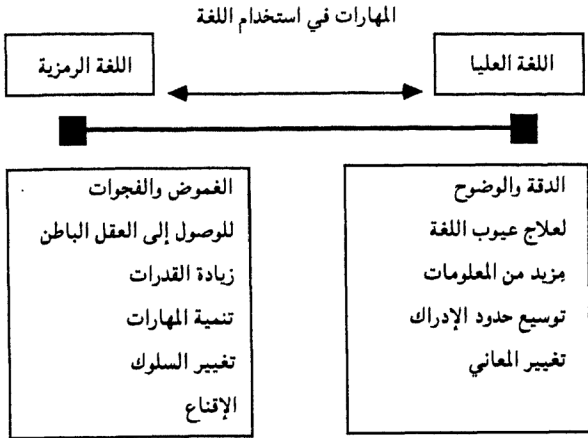 المهارات في استخدام اللغة
اللغة العليا
اللغة الرمزية
الدقة والوضوح
لعلاج عيوب اللغة
مزيد من المعلومات
توسيع حدود الإدراك
تغيير المعاني
الغموض والفجوات
للوصول إلى العقل الباطن
زيادة القدرات
تنمية المهارات
تغيير السلوك
الإقناع